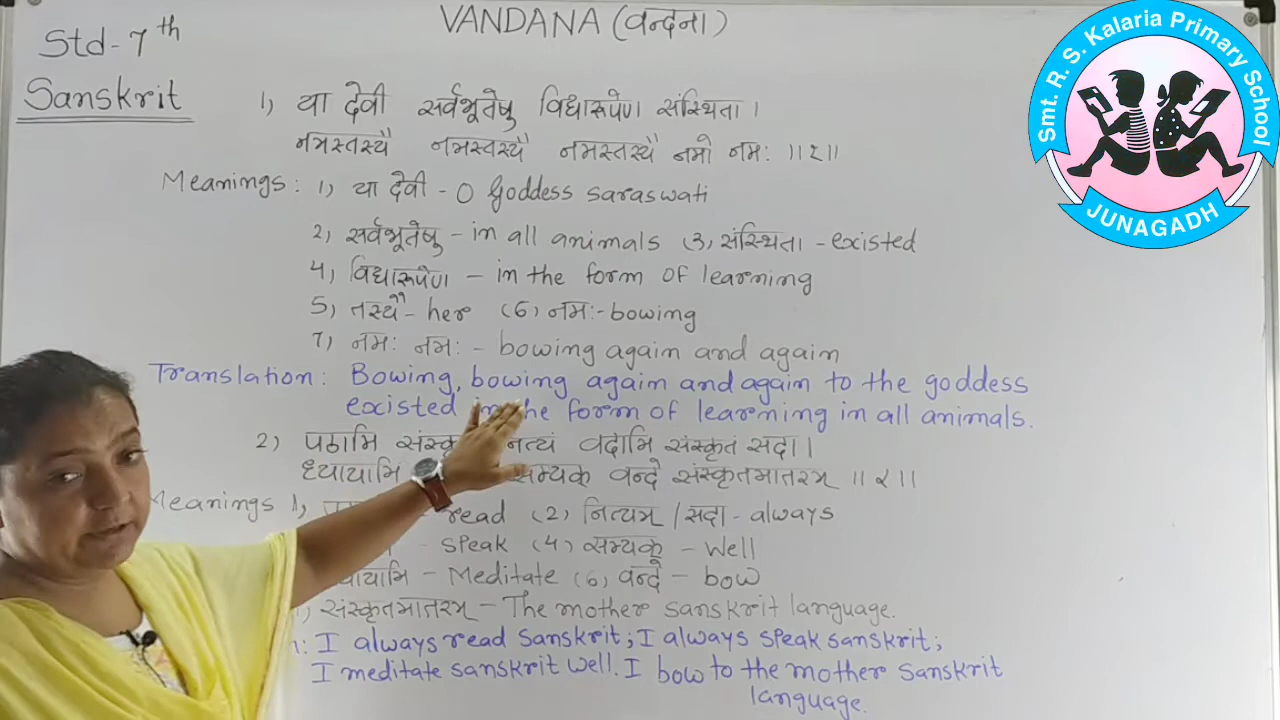 Std-7th
Sanskrit
VANDANA (वन्दना)
1) या देवी सर्वभूतेषु विद्यारूपेण संस्थिता ।
नमस्तस्यै नमस्तस्यै नमस्तस्यै नमो नमः ॥१॥
Meanings: 1) या देवी - O Goddess saraswati
2) सर्वभूतेषु - in all animals (3) संस्थिता - existed
4) विद्यारूपेण - in the form of learning
5) तस्यै - her (6) नमः - bowing
7) नमः नमः - bowing again and again
Translation: Bowing, bowing again and again to the goddess
existed in the form of learning in all animals.
2) पठामि नित्यं वदामि संस्कृतं सदा ।
ध्यायामि सम्यक् वन्दे संस्कृतमातरम् ॥२॥
Meanings read (2) नित्यम् / सदा - always
- speak (4) सम्यक् - Well
- Meditate (6) वन्दे - bow
संस्कृतमातरम् - The mother sanskrit language.
: I always read Sanskrit; I always speak sanskrit;
I meditate sanskrit well. I bow to the mother Sanskrit
language.
Smt. R. S. Kalaria Primary School
JUNAGADH